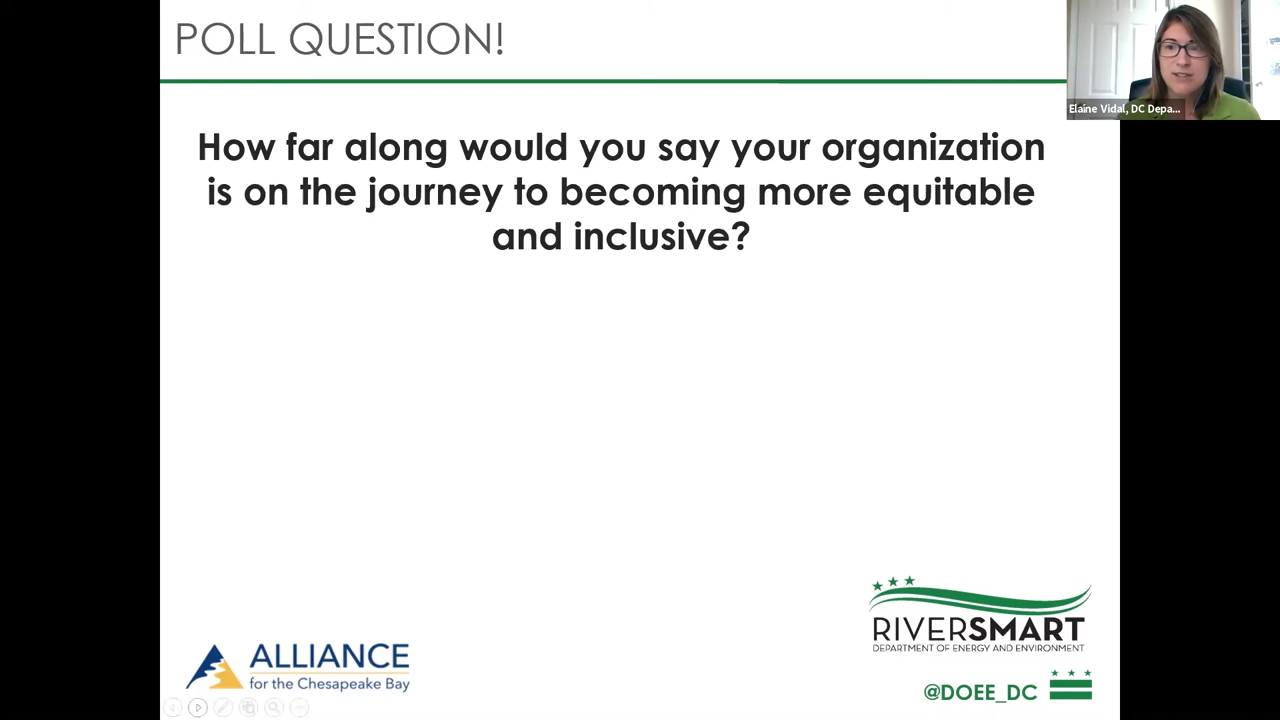 POLL QUESTION!
Elaine Vidal, DC Depa...
How far along would you say your organization
is on the journey to becoming more equitable
and inclusive?
RIVERSMART
DEPARTMENT OF ENERGY AND ENVIRONMENT
ALLIANCE
for the Chesapeake Bay
@DOEE_DC